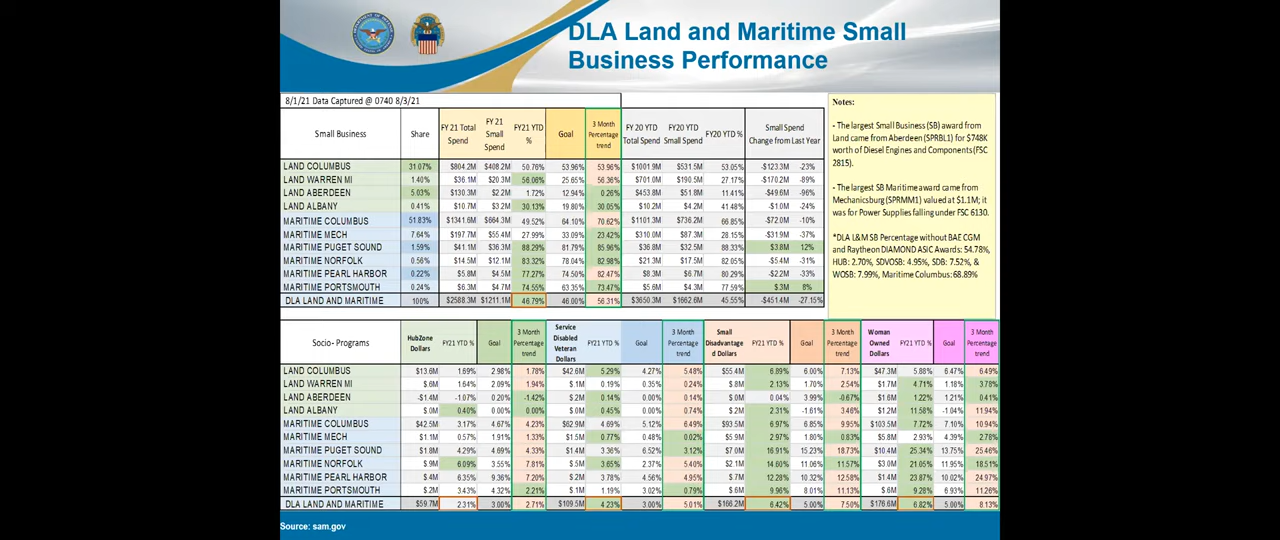 DLA Land and Maritime Small
Business Performance
8/1/21 Data Captured @ 0740 8/3/21
Small Business Share FY 21 Total Spend FY 21 Small Spend FY21 YTD % Goal 3 Month Percentage trend FY 20 YTD Total Spend FY20 YTD Small Spend FY20 YTD % Small Spend Change from Last Year
LAND COLUMBUS 31.07% $804.2M $408.2M 50.76% 53.96% 53.96% $1001.9M $531.5M 53.05% -$123.3M -23%
LAND WARREN MI 1.40% $36.1M $20.3M 56.06% 25.65% 56.36% $701.0M $190.5M 27.17% -$170.2M -89%
LAND ABERDEEN 5.03% $130.3M $2.2M 1.72% 12.94% 0.26% $453.8M $51.8M 11.41% -$49.6M -96%
LAND ALBANY 0.41% $10.7M $3.2M 30.13% 19.80% 30.05% $10.2M $4.2M 41.48% -$1.0M -24%
MARITIME COLUMBUS 51.83% $1341.6M $664.3M 49.52% 64.10% 70.62% $1101.3M $736.2M 66.85% -$72.0M -10%
MARITIME MECH 7.64% $197.7M $55.4M 27.99% 33.09% 23.42% $310.0M $87.3M 28.15% -$31.9M -37%
MARITIME PUGET SOUND 1.59% $41.1M $36.3M 88.29% 81.79% 85.96% $36.8M $32.5M 88.33% $3.8M 12%
MARITIME NORFOLK 0.56% $14.5M $12.1M 83.32% 78.04% 82.98% $21.3M $17.5M 82.05% -$5.4M -31%
MARITIME PEARL HARBOR 0.22% $5.8M $4.5M 77.27% 74.50% 82.47% $8.3M $6.7M 80.29% -$2.2M -33%
MARITIME PORTSMOUTH 0.24% $6.3M $4.7M 74.55% 63.35% 73.47% $5.6M $4.3M 77.59% $.3M 8%
DLA LAND AND MARITIME 100% $2588.3M $1211.1M 46.79% 46.00% 56.31% $3650.3M $1662.6M 45.55% -$451.4M -27.15%
Notes:
- The largest Small Business (SB) award from
Land came from Aberdeen (SPRBL1) for $748K
worth of Diesel Engines and Components (FSC
2815).
- The largest SB Maritime award came from
Mechanicsburg (SPRMM1) valued at $1.1M; it
was for Power Supplies falling under FSC 6130.
*DLA L&M SB Percentage without BAE CGM
and Raytheon DIAMOND ASIC Awards: 54.78%,
HUB: 2.70%, SDVOSB: 4.95%, SDB: 7.52%, &
WOSB: 7.99%, Maritime Columbus: 68.89%
Socio- Programs HubZone Dollars FY21 YTD % Goal 3 Month Percentage trend Service Disabled Veteran Dollars FY21 YTD % Goal 3 Month Percentage trend Small Disadvantage d Dollars FY21 YTD % Goal 3 Month Percentage trend Woman Owned Dollars FY21 YTD % Goal 3 Month Percentage trend
LAND COLUMBUS $13.6M 1.69% 2.98% 1.78% $42.6M 5.29% 4.27% 5.48% $55.4M 6.89% 6.00% 7.13% $47.3M 5.88% 6.47% 6.49%
LAND WARREN MI $.6M 1.64% 2.09% 1.94% $.1M 0.19% 0.35% 0.24% $.8M 2.13% 1.70% 2.54% $1.7M 4.71% 1.18% 3.78%
LAND ABERDEEN -$1.4M -1.07% 0.20% -1.42% $.2M 0.14% 0.00% 0.14% $.0M 0.04% 3.99% -0.67% $1.6M 1.22% 1.21% 0.41%
LAND ALBANY $.0M 0.40% 0.00% 0.00% $.0M 0.45% 0.00% 0.74% $.2M 2.31% -1.61% 3.46% $1.2M 11.58% -1.04% 11.94%
MARITIME COLUMBUS $42.5M 3.17% 4.67% 4.23% $62.9M 4.69% 5.12% 6.49% $93.5M 6.97% 6.85% 9.95% $103.5M 7.72% 7.10% 10.94%
MARITIME MECH $1.1M 0.57% 1.91% 1.33% $1.5M 0.77% 0.48% 0.02% $5.9M 2.97% 1.80% 0.83% $5.8M 2.93% 4.39% 2.78%
MARITIME PUGET SOUND $1.8M 4.29% 4.69% 4.33% $1.4M 3.36% 6.52% 3.12% $7.0M 16.91% 15.23% 18.73% $10.4M 25.34% 13.75% 25.46%
MARITIME NORFOLK $.9M 6.09% 3.55% 7.81% $.5M 3.65% 2.37% 5.40% $2.1M 14.60% 11.06% 11.57% $3.0M 21.05% 11.95% 18.51%
MARITIME PEARL HARBOR $.4M 6.35% 9.36% 7.20% $.2M 3.78% 4.56% 4.95% $.7M 12.28% 10.32% 12.58% $1.4M 23.87% 10.02% 24.97%
MARITIME PORTSMOUTH $.2M 3.43% 4.32% 2.21% $.1M 1.19% 3.02% 0.79% $.6M 9.96% 8.01% 11.13% $.6M 9.28% 6.93% 11.26%
DLA LAND AND MARITIME $59.7M 2.31% 3.00% 2.71% $109.5M 4.23% 3.00% 5.01% $166.2M 6.42% 5.00% 7.50% $176.6M 6.82% 5.00% 8.13%
Source: sam.gov